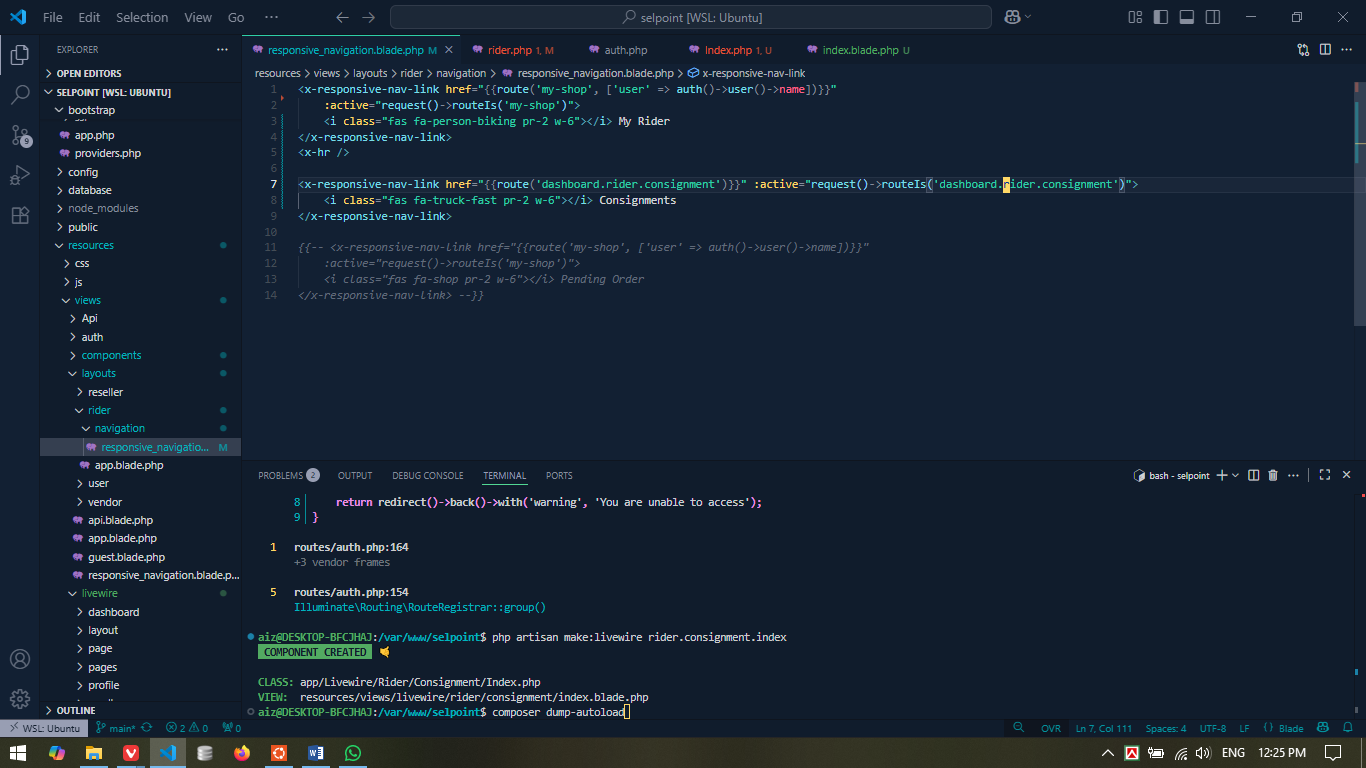 File Edit Selection View Go ···
selpoint [WSL: Ubuntu]
EXPLORER
OPEN EDITORS
SELPOINT [WSL: UBUNTU]
bootstrap
app.php
providers.php
config
database
node_modules
public
resources
css
js
views
Api
auth
components
layouts
reseller
rider
navigation
responsive_navigatio... M
app.blade.php
user
vendor
api.blade.php
app.blade.php
guest.blade.php
responsive_navigation.blade.p...
livewire
dashboard
layout
page
pages
profile
OUTLINE
responsive_navigation.blade.php M
rider.php 1, M
auth.php
Index.php 1, U
index.blade.php U
resources > views > layouts > rider > navigation > responsive_navigation.blade.php > x-responsive-nav-link
1 <x-responsive-nav-link href="{{route('my-shop', ['user' => auth()->user()->name])}}"
2 :active="request()->routeIs('my-shop')">
3 <i class="fas fa-person-biking pr-2 w-6"></i> My Rider
4 </x-responsive-nav-link>
5 <x-hr />
6
7 <x-responsive-nav-link href="{{route('dashboard.rider.consignment')}}" :active="request()->routeIs('dashboard.rider.consignment')">
8 <i class="fas fa-truck-fast pr-2 w-6"></i> Consignments
9 </x-responsive-nav-link>
10
11 {{-- <x-responsive-nav-link href="{{route('my-shop', ['user' => auth()->user()->name])}}"
12 :active="request()->routeIs('my-shop')">
13 <i class="fas fa-shop pr-2 w-6"></i> Pending Order
14 </x-responsive-nav-link> --}}
PROBLEMS 2 OUTPUT DEBUG CONSOLE TERMINAL PORTS
bash - selpoint
8 return redirect()->back()->with('warning', 'You are unable to access');
9 }
1 routes/auth.php:164
+3 vendor frames
5 routes/auth.php:154
Illuminate\Routing\RouteRegistrar::group()
aiz@DESKTOP-BFCJHAJ:/var/www/selpoint$ php artisan make:livewire rider.consignment.index
COMPONENT CREATED 🤙
CLASS: app/Livewire/Rider/Consignment/Index.php
VIEW: resources/views/livewire/rider/consignment/index.blade.php
aiz@DESKTOP-BFCJHAJ:/var/www/selpoint$ composer dump-autoload
9
WSL: Ubuntu main* 2 0 0
OVR Ln 7, Col 111 Spaces: 4 UTF-8 LF Blade
ENG 12:25 PM